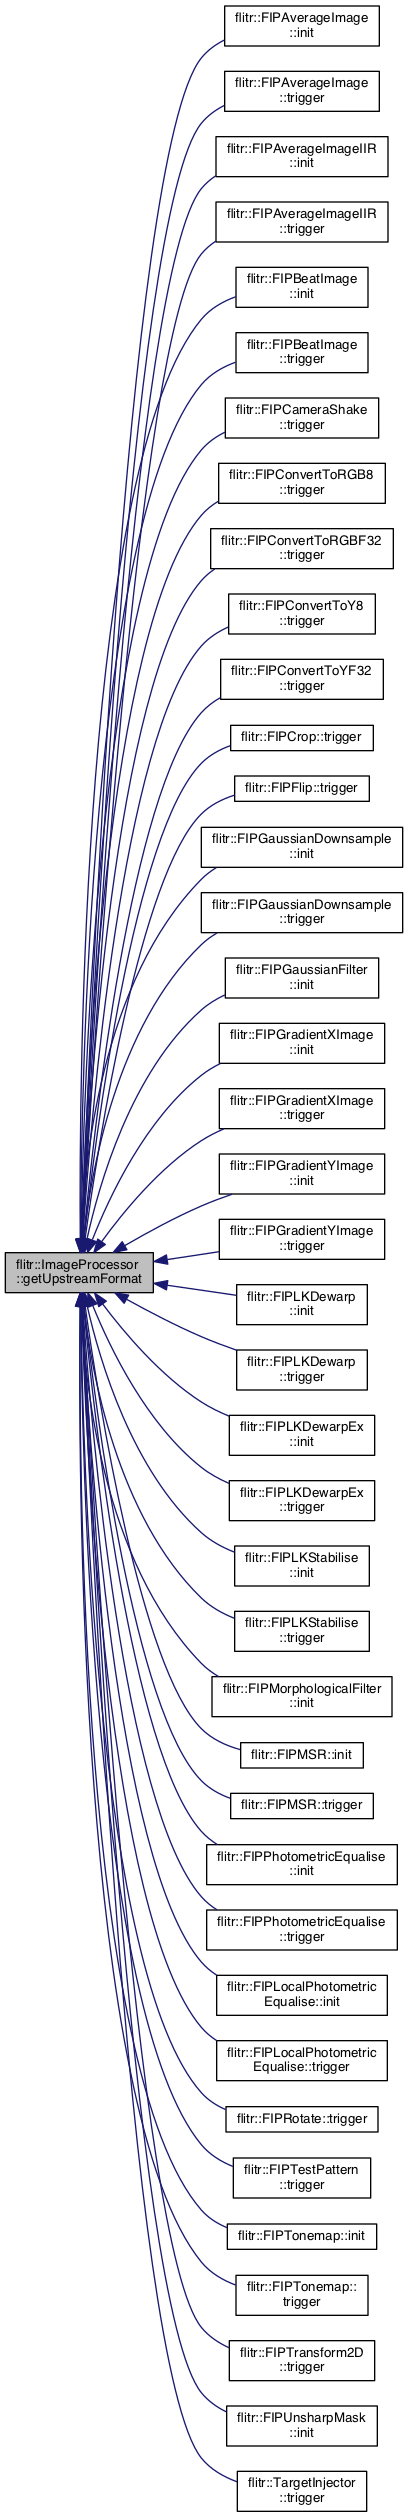 flitr::FIPAverageImage
::init
flitr::FIPAverageImage
::trigger
flitr::FIPAverageImageIIR
::init
flitr::FIPAverageImageIIR
::trigger
flitr::FIPBeatImage
::init
flitr::FIPBeatImage
::trigger
flitr::FIPCameraShake
::trigger
flitr::FIPConvertToRGB8
::trigger
flitr::FIPConvertToRGBF32
::trigger
flitr::FIPConvertToY8
::trigger
flitr::FIPConvertToYF32
::trigger
flitr::FIPCrop::trigger
flitr::FIPFlip::trigger
flitr::FIPGaussianDownsample
::init
flitr::FIPGaussianDownsample
::trigger
flitr::FIPGaussianFilter
::init
flitr::FIPGradientXImage
::init
flitr::FIPGradientXImage
::trigger
flitr::FIPGradientYImage
::init
flitr::FIPGradientYImage
::trigger
flitr::ImageProcessor
::getUpstreamFormat
flitr::FIPLKDewarp
::init
flitr::FIPLKDewarp
::trigger
flitr::FIPLKDewarpEx
::init
flitr::FIPLKDewarpEx
::trigger
flitr::FIPLKStabilise
::init
flitr::FIPLKStabilise
::trigger
flitr::FIPMorphologicalFilter
::init
flitr::FIPMSR::init
flitr::FIPMSR::trigger
flitr::FIPPhotometricEqualise
::init
flitr::FIPPhotometricEqualise
::trigger
flitr::FIPLocalPhotometric
Equalise::init
flitr::FIPLocalPhotometric
Equalise::trigger
flitr::FIPRotate::trigger
flitr::FIPTestPattern
::trigger
flitr::FIPTonemap::init
flitr::FIPTonemap::
trigger
flitr::FIPTransform2D
::trigger
flitr::FIPUnsharpMask
::init
flitr::TargetInjector
::trigger